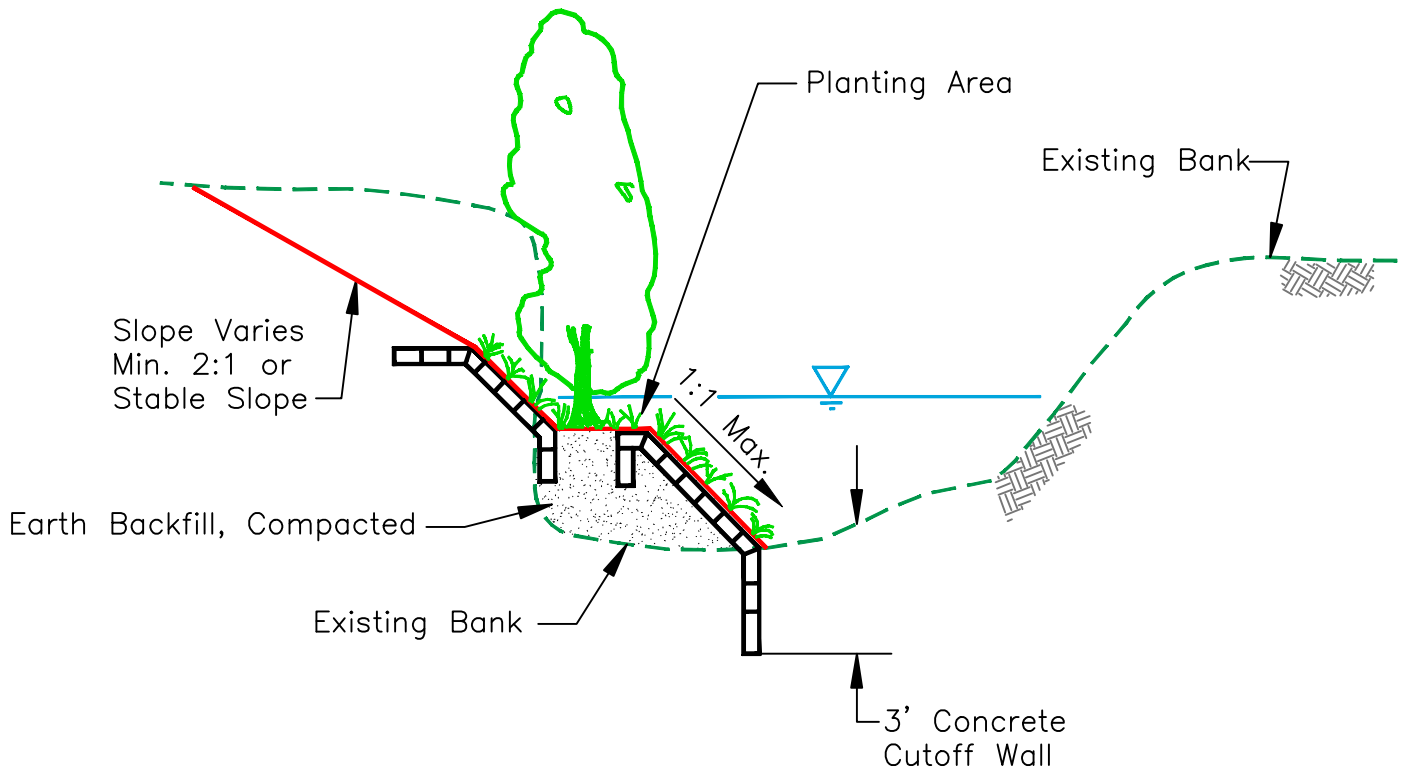 Planting Area
Existing Bank
Slope Varies
Min. 2:1 or
Stable Slope
1:1 Max.
Earth Backfill, Compacted
Existing Bank
3' Concrete
Cutoff Wall